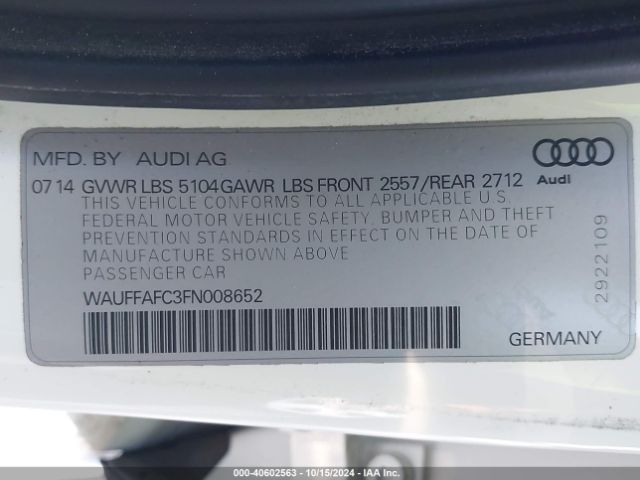 MFD. BY AUDI AG
07 14 GVWR LBS 5104 GAWR LBS FRONT 2557/REAR 2712
Audi
THIS VEHICLE CONFORMS TO ALL APPLICABLE U.S.
FEDERAL MOTOR VEHICLE SAFETY, BUMPER AND THEFT
PREVENTION STANDARDS IN EFFECT ON THE DATE OF
MANUFACTURE SHOWN ABOVE
PASSENGER CAR
2922109
WAUFFAFC3FN008652
GERMANY
000-40602563 - 10/15/2024 - IAA Inc.